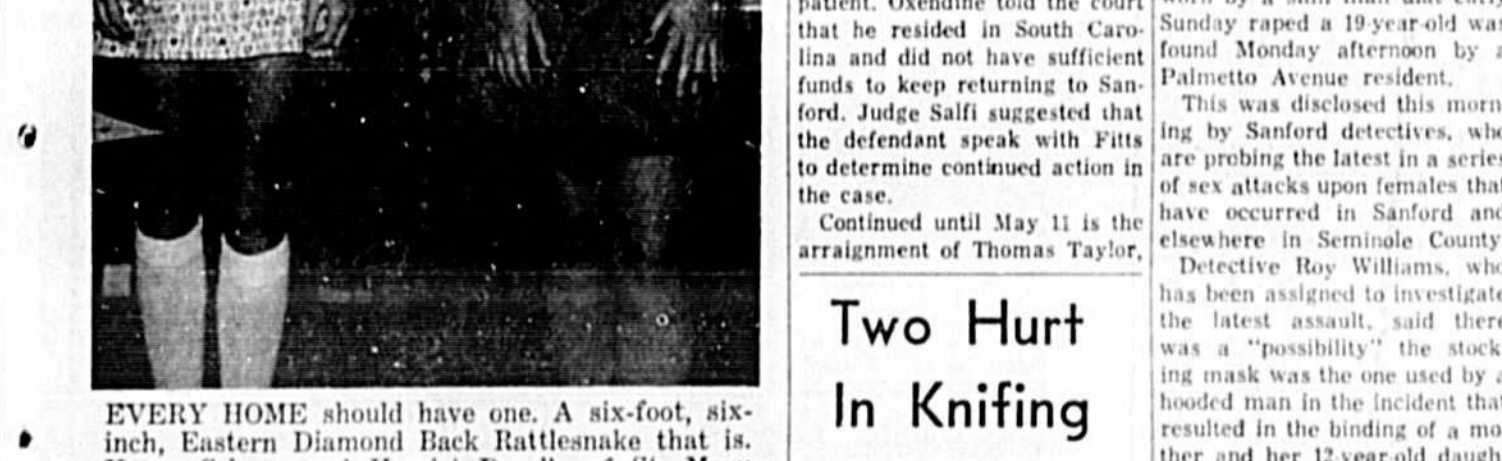 EVERY HOME should have one. A six-foot, six-
inch, Eastern Diamond Back Rattlesnake that is.
patient. Oxendine told the court
that he resided in South Caro-
lina and did not have sufficient
funds to keep returning to San-
ford. Judge Salfi suggested that
the defendant speak with Fitts
to determine continued action in
the case.
Continued until May 11 is the
arraignment of Thomas Taylor,
Two Hurt
In Knifing
Sunday raped a 19-year-old was
found Monday afternoon by a
Palmetto Avenue resident.
This was disclosed this morn
ing by Sanford detectives, who
are probing the latest in a series
of sex attacks upon females that
have occurred in Sanford and
elsewhere in Seminole County
Detective Roy Williams, who
has been assigned to investigate
the latest assault, said there
was a "possibility" the stock
ing mask was the one used by a
hooded man in the incident that
resulted in the binding of a mo
ther and her 12-year-old daugh